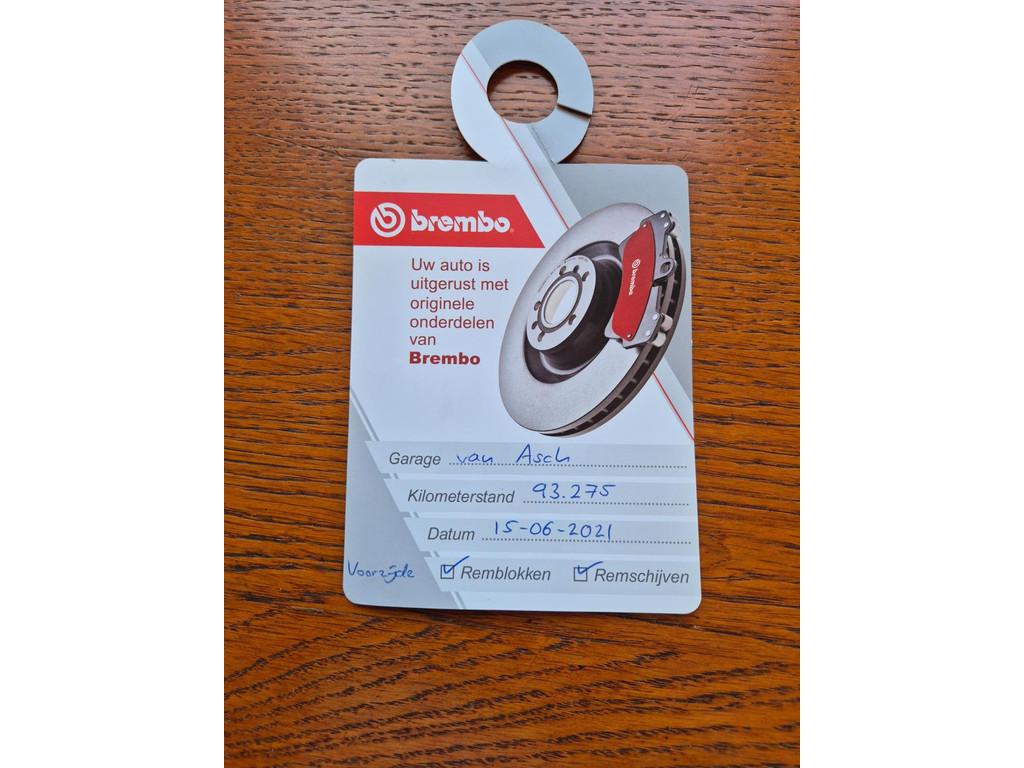 brembo
Uw auto is
uitgerust met
originele
onderdelen
van
Brembo
brembo
Garage van Asch
Kilometerstand 93.275
Datum 15-06-2021
Voorzijde Remblokken Remschijven